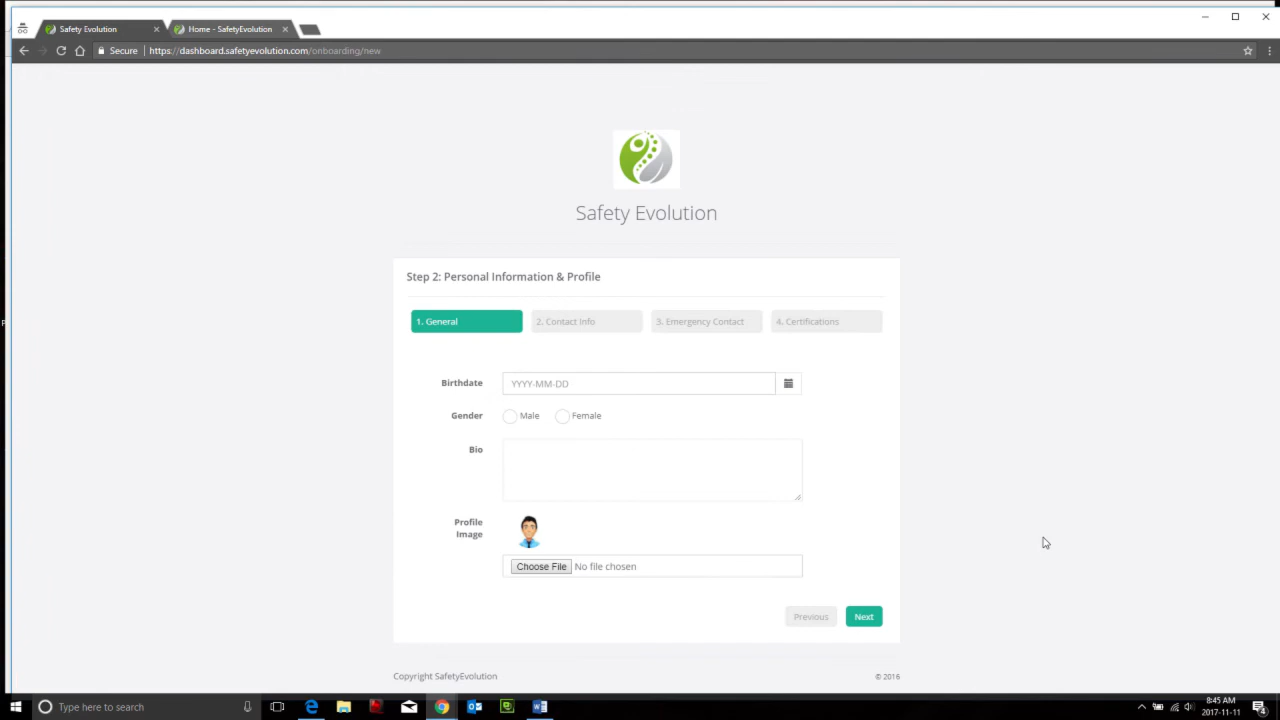 Safety Evolution
Home - SafetyEvolution
Secure
https://dashboard.safetyevolution.com/onboarding/new
Safety Evolution
Step 2: Personal Information & Profile
1. General
2. Contact Info
3. Emergency Contact
4. Certifications
Birthdate
YYYY-MM-DD
Gender
Male
Female
Bio
Profile
Image
Choose File
No file chosen
Previous
Next
Copyright SafetyEvolution
© 2016
Type here to search
8:45 AM
2017-11-11
4